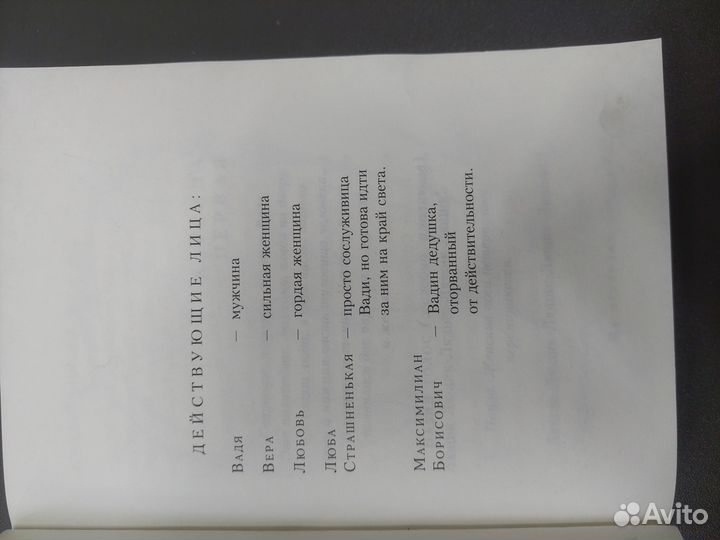 ДЕЙСТВУЮЩИЕ ЛИЦА:
ВАДЯ — мужчина
ВЕРА — сильная женщина
ЛЮБОВЬ — гордая женщина
ЛЮБА
СТРАШНЕНЬКАЯ — просто сослуживица
Вади, но готова идти
за ним на край света.
МАКСИМИЛИАН
БОРИСОВИЧ — Вадин дедушка,
оторванный
от действительности.
Avito